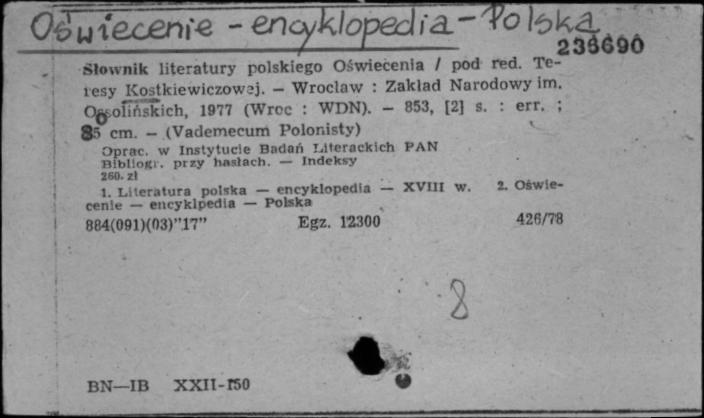 Oświecenie - encyklopedia - Polska
236690
Słownik literatury polskiego Oświecenia / pod red. Te-
resy Kostkiewiczowej. — Wrocław : Zakład Narodowy im.
Ossolińskich, 1977 (Wroc : WDN). — 853, [2] s. : err. ;
25 cm. — (Vademecum Polonisty)
Oprac. w Instytucie Badań Literackich PAN
Bibliogr. przy hasłach. — Indeksy
260.zł
1. Literatura polska — encyklopedia — XVIII w. 2. Oświe-
cenie — encyklpedia — Polska
884(091)(03)"17" Egz. 12300 426/78
8
BN—IB XXII-150